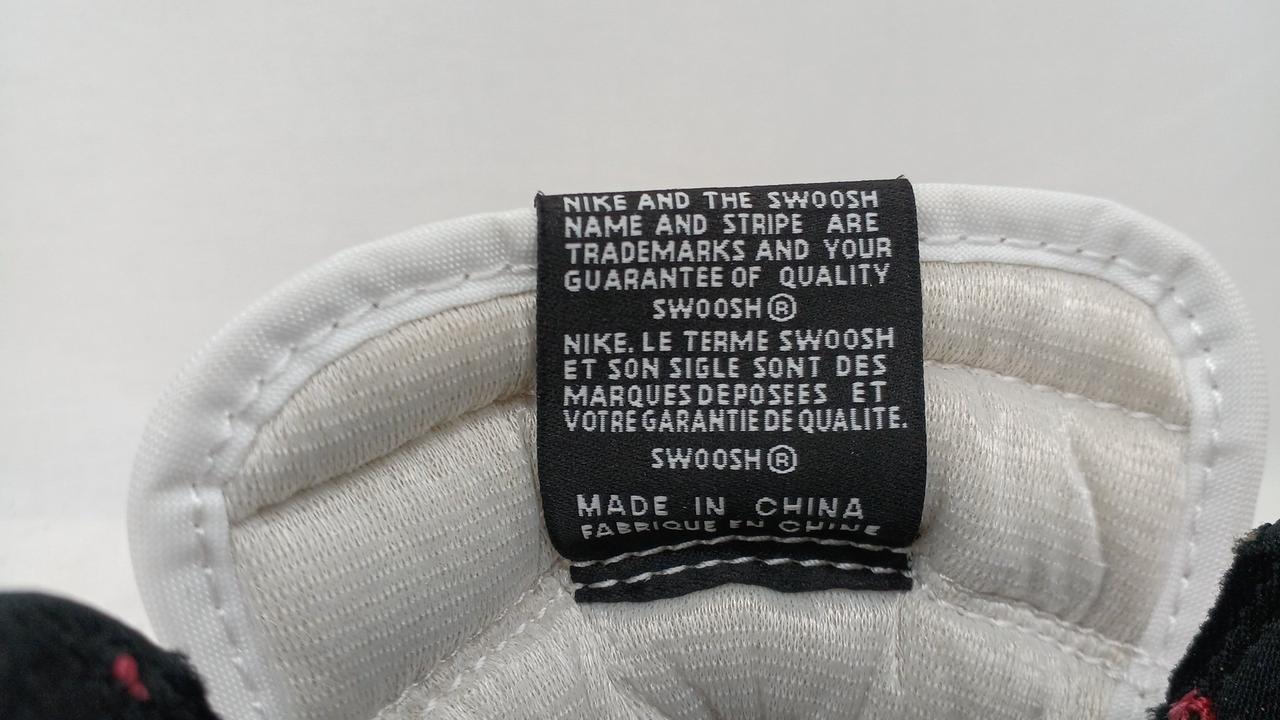 NIKE AND THE SWOOSH
NAME AND STRIPE ARE
TRADEMARKS AND YOUR
GUARANTEE OF QUALITY
SWOOSH®
NIKE. LE TERME SWOOSH
ET SON SIGLE SONT DES
MARQUES DEPOSEES ET
VOTRE GARANTIE DE QUALITE.
SWOOSH®
MADE IN CHINA
FABRIQUE EN CHINE